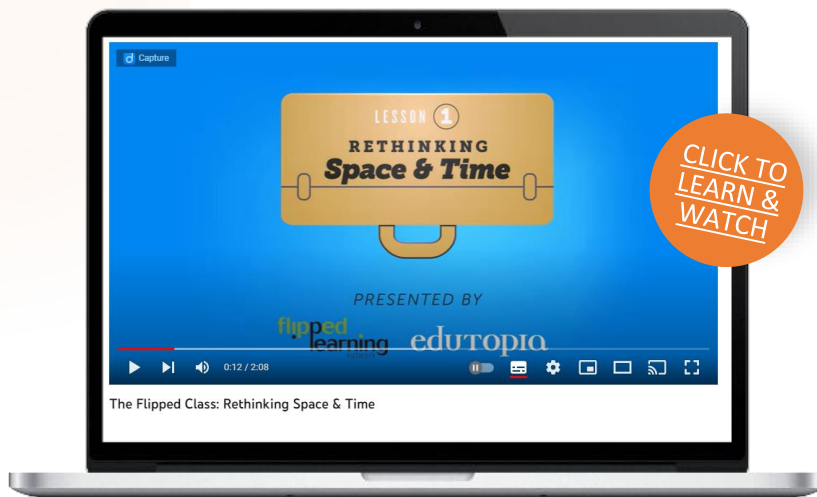 Capture
LESSON 1
RETHINKING
Space & Time
PRESENTED BY
flipped
learning
network
edutopia
0:12 / 2:08
The Flipped Class: Rethinking Space & Time
CLICK TO
LEARN &
WATCH